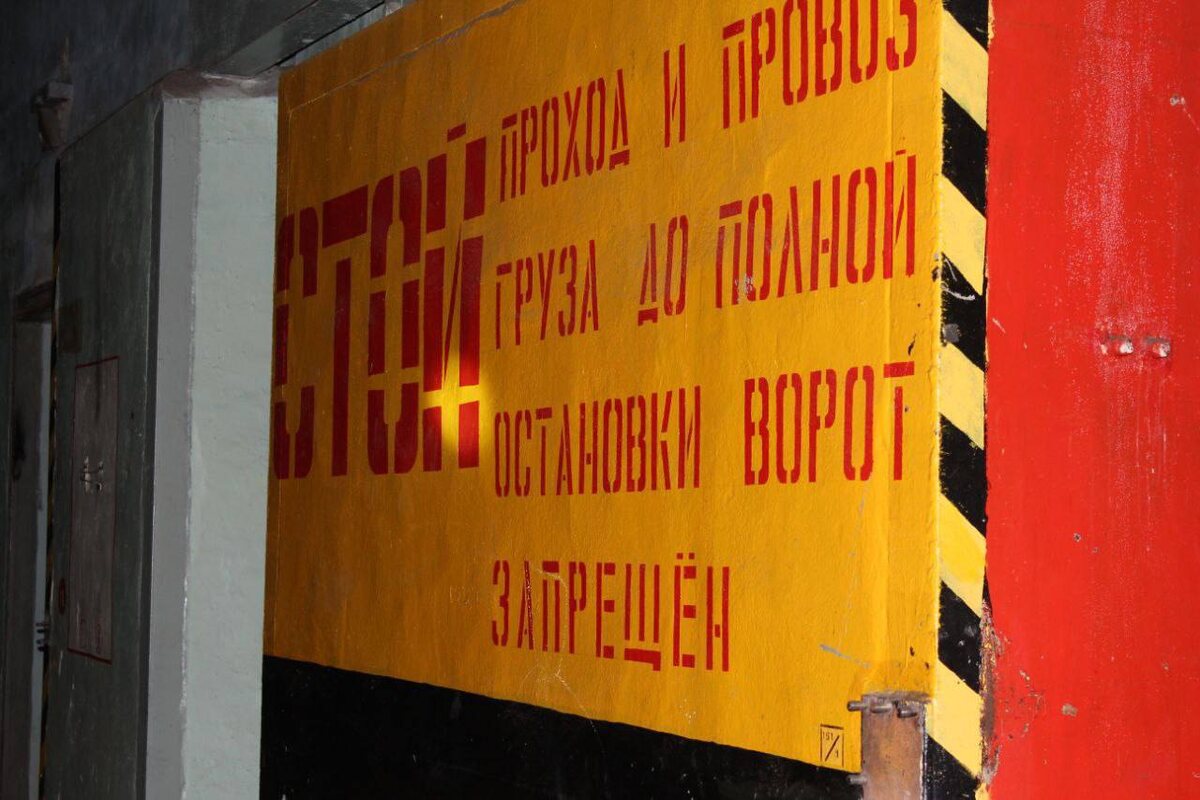 СТОЙ
ПРОХОД И ПРОВОЗ
ГРУЗА ДО ПОЛНОЙ
ОСТАНОВКИ ВОРОТ
ЗАПРЕЩЁН